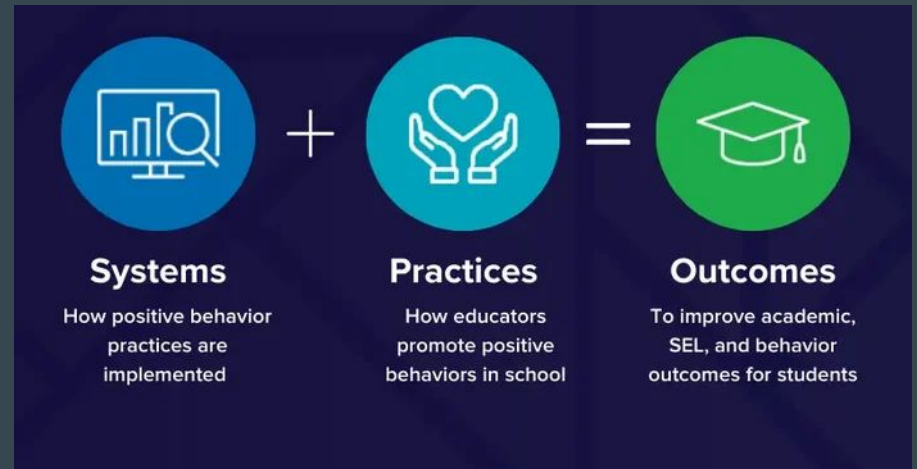 +
=
Systems
How positive behavior
practices are
implemented
Practices
How educators
promote positive
behaviors in school
Outcomes
To improve academic,
SEL, and behavior
outcomes for students